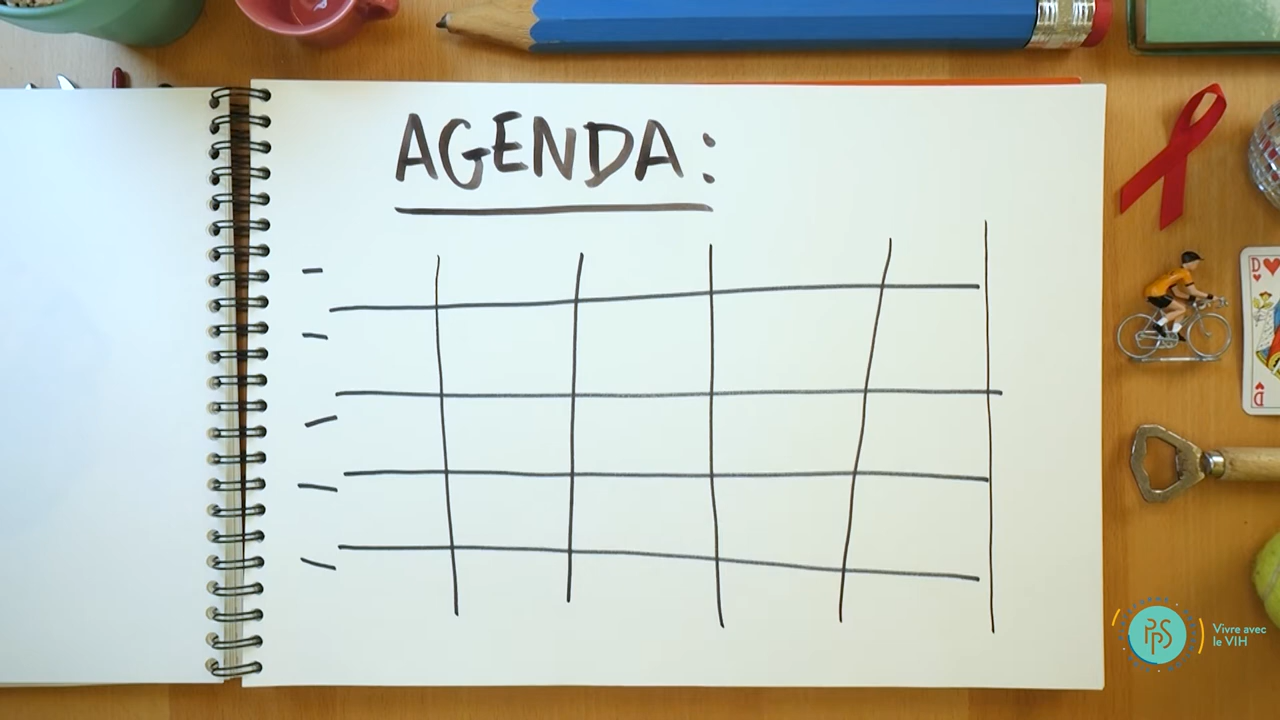 AGENDA:
D
D
PPS
Vivre avec
le VIH